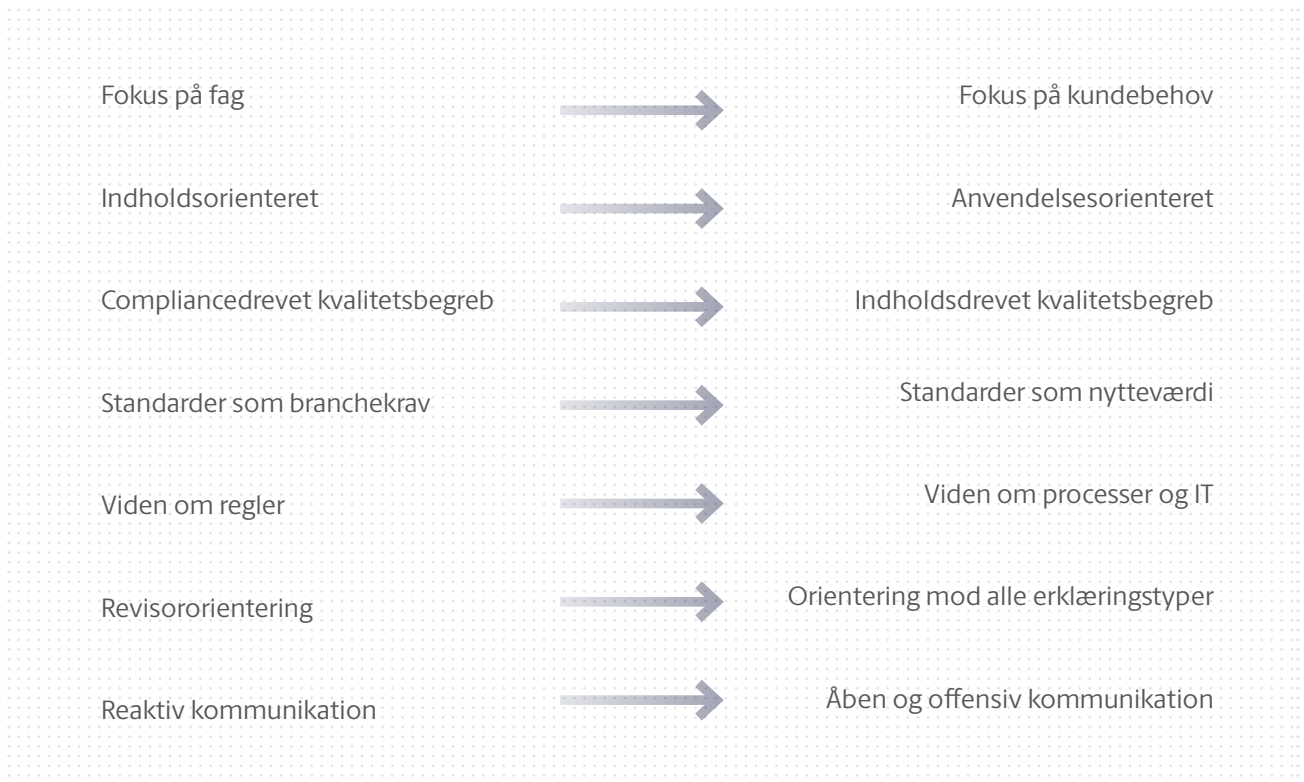 Fokus på fag
Fokus på kundebehov
Indholdsorienteret
Anvendelsesorienteret
Compliancedrevet kvalitetsbegreb
Indholdsdrevet kvalitetsbegreb
Standarder som branchekrav
Standarder som nytteværdi
Viden om regler
Viden om processer og IT
Revisororientering
Orientering mod alle erklæringstyper
Reaktiv kommunikation
Åben og offensiv kommunikation